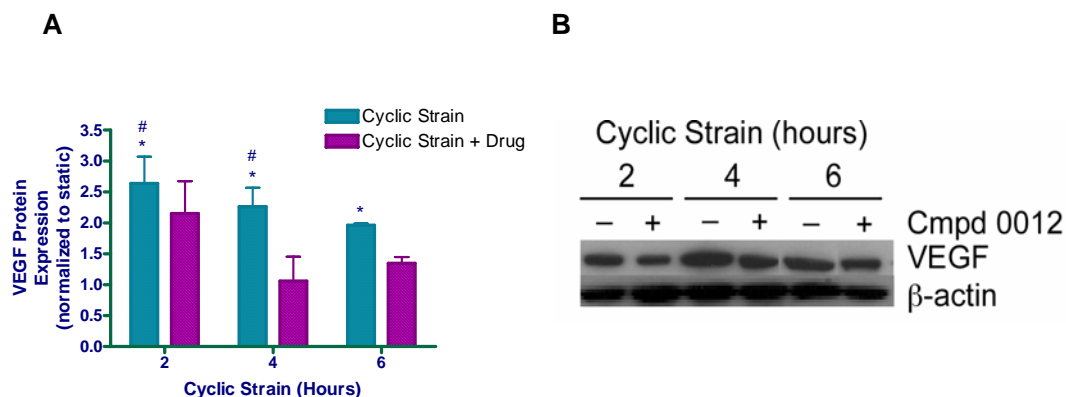 A
B
Cyclic Strain
Cyclic Strain + Drug
VEGF Protein
Expression
(normalized to static)
3.5
3.0
2.5
2.0
1.5
1.0
0.5
0.0
#
*
#
*
*
2 4 6
Cyclic Strain (Hours)
Cyclic Strain (hours)
2 4 6
– + – + – + Cmpd 0012
VEGF
β-actin